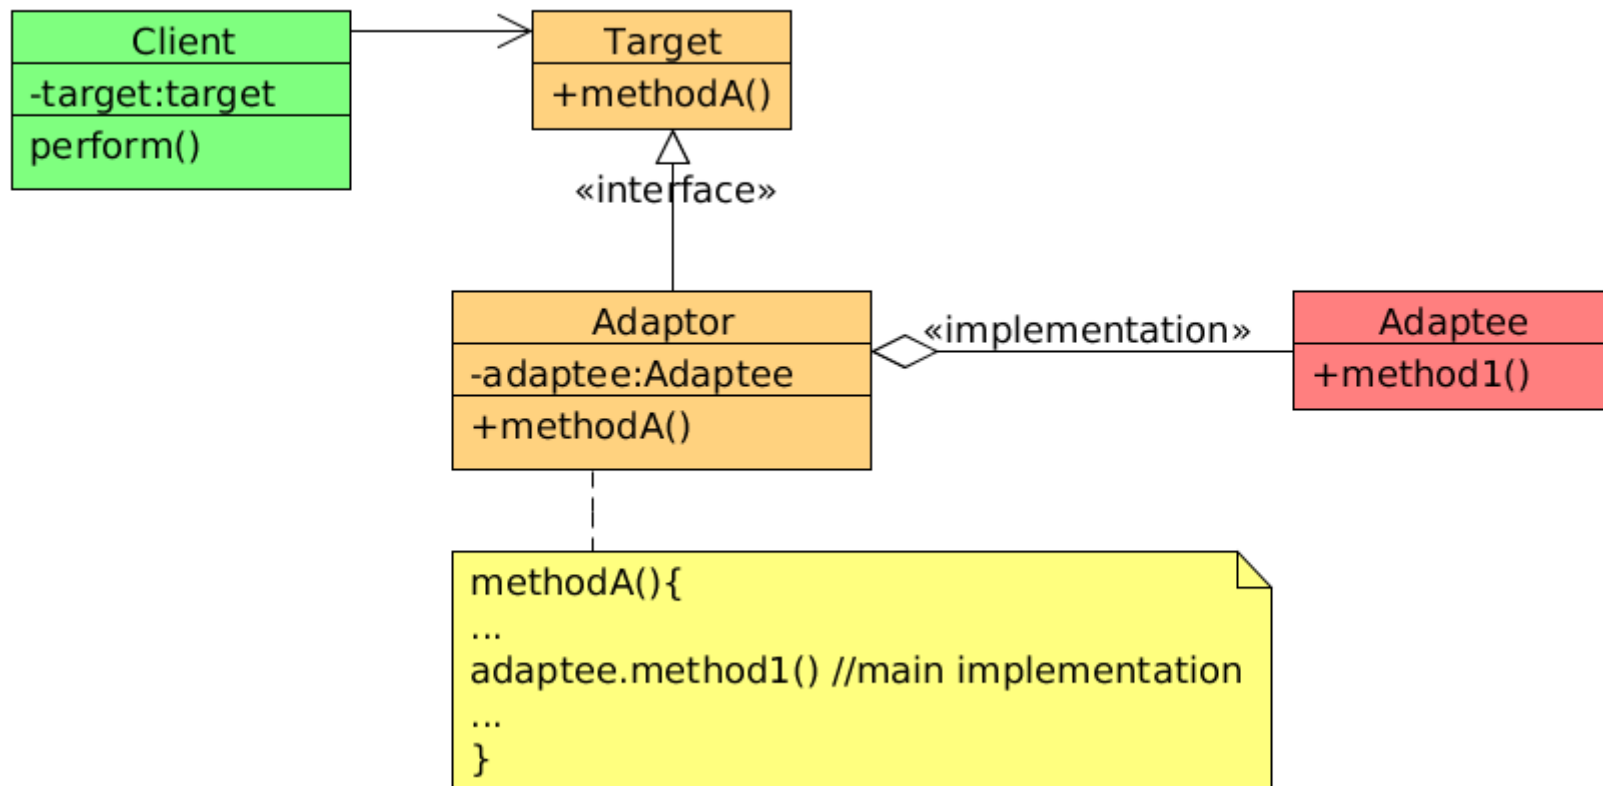 Client
-target:target
perform()
Target
+methodA()
«interface»
Adaptor
-adaptee:Adaptee
+methodA()
«implementation»
Adaptee
+method1()
methodA(){
...
adaptee.method1() //main implementation
...
}